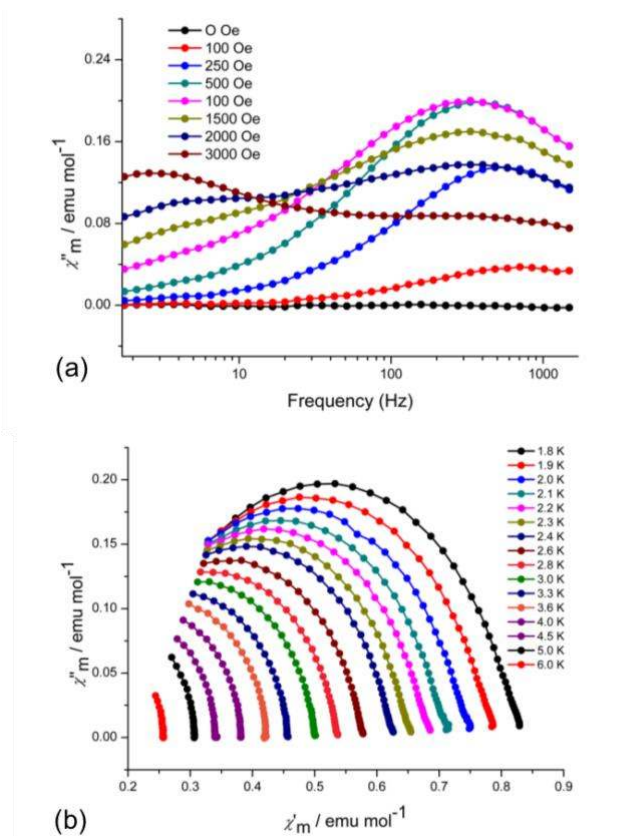 O Oe
100 Oe
250 Oe
500 Oe
100 Oe
1500 Oe
2000 Oe
3000 Oe
0.24
0.16
0.08
0.00
χ"m / emu mol-1
10 100 1000
Frequency (Hz)
(a)
1.8 K
1.9 K
2.0 K
2.1 K
2.2 K
2.3 K
2.4 K
2.6 K
2.8 K
3.0 K
3.3 K
3.6 K
4.0 K
4.5 K
5.0 K
6.0 K
0.20
0.15
0.10
0.05
0.00
χ"m / emu mol-1
0.2 0.3 0.4 0.5 0.6 0.7 0.8 0.9
χ'm / emu mol-1
(b)